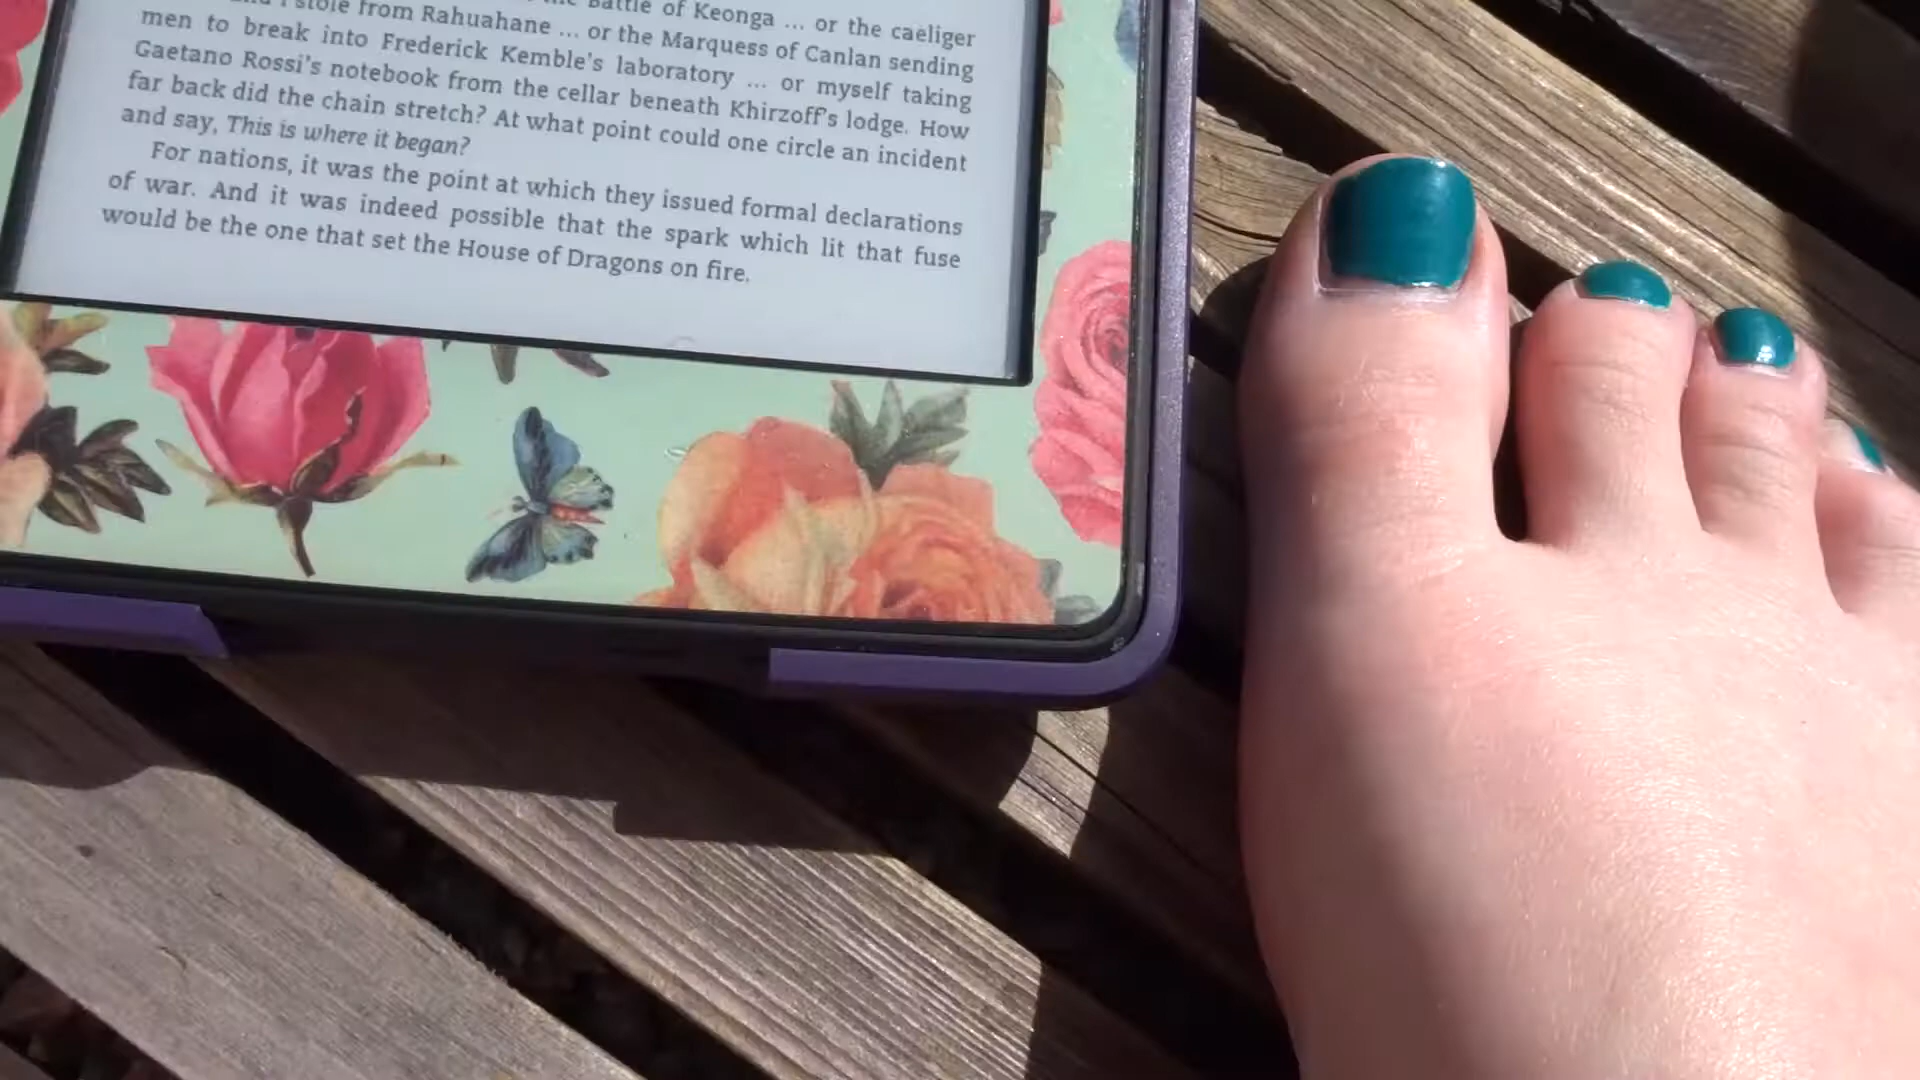 Battle of Keonga ... or the caeliger
I stole from Rahuahane ... or the Marquess of Canlan sending
men to break into Frederick Kemble's laboratory ... or myself taking
Gaetano Rossi's notebook from the cellar beneath Khirzoff's lodge. How
far back did the chain stretch? At what point could one circle an incident
and say, This is where it began?
For nations, it was the point at which they issued formal declarations
of war. And it was indeed possible that the spark which lit that fuse
would be the one that set the House of Dragons on fire.